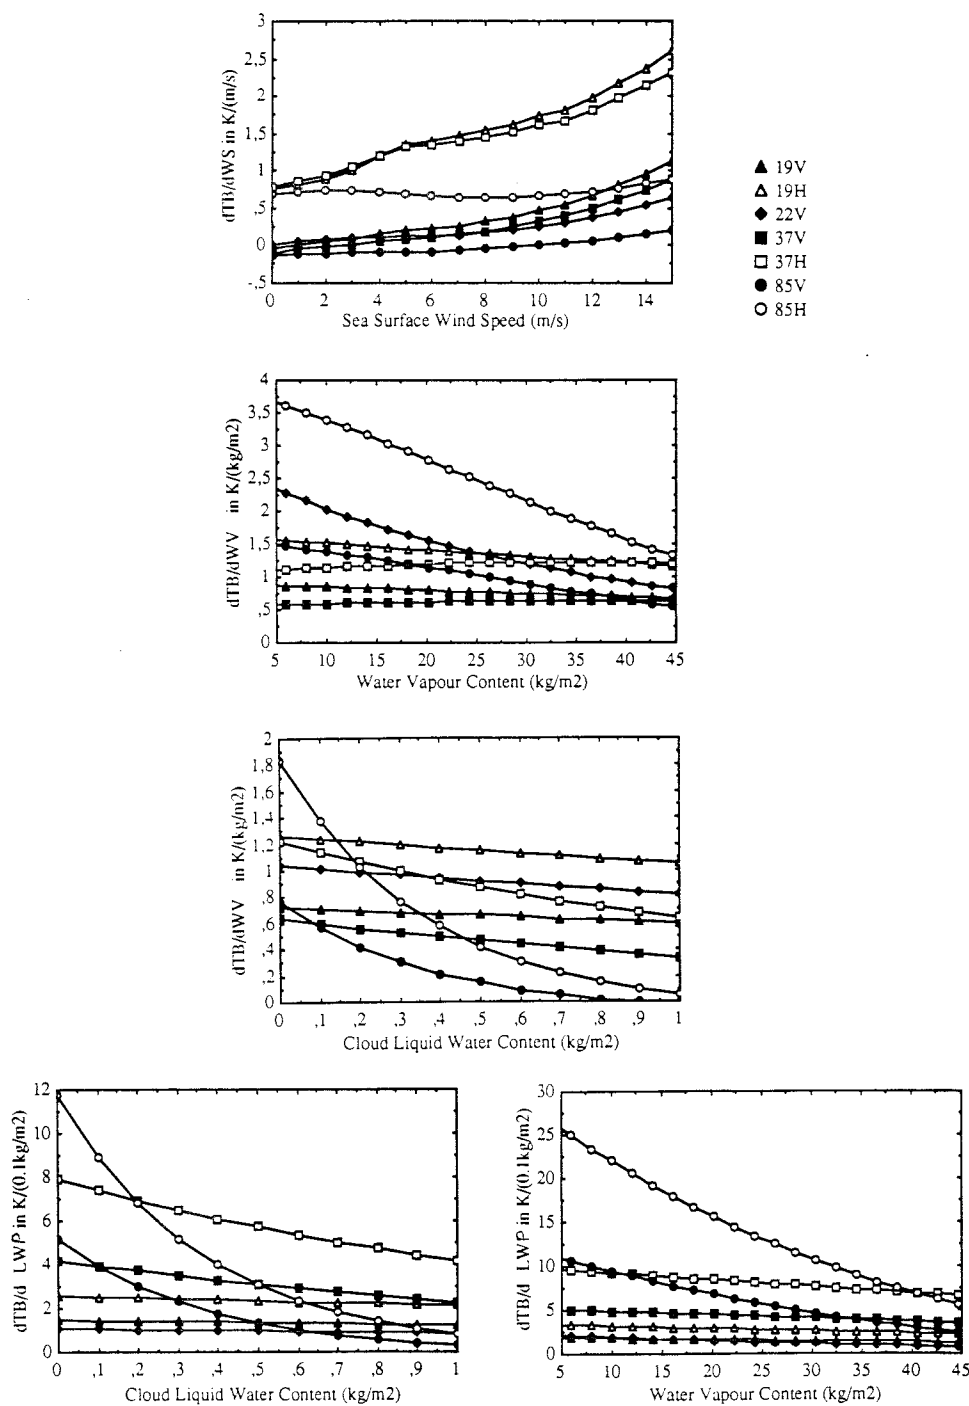 3
2,5
2
1,5
1
,5
0
-,5
dTB/dWS in K/(m/s)
0 2 4 6 8 10 12 14
Sea Surface Wind Speed (m/s)
19V
19H
22V
37V
37H
85V
85H
4
3,5
3
2,5
2
1,5
1
,5
0
dTB/dWV in K/(kg/m2)
5 10 15 20 25 30 35 40 45
Water Vapour Content (kg/m2)
2
1,8
1,6
1,4
1,2
1
,8
,6
,4
,2
0
dTB/dWV in K/(kg/m2)
0 ,1 ,2 ,3 ,4 ,5 ,6 ,7 ,8 ,9 1
Cloud Liquid Water Content (kg/m2)
12
10
8
6
4
2
0
dTB/d LWP in K/(0.1kg/m2)
0 ,1 ,2 ,3 ,4 ,5 ,6 ,7 ,8 ,9 1
Cloud Liquid Water Content (kg/m2)
30
25
20
15
10
5
0
dTB/d LWP in K/(0.1kg/m2)
5 10 15 20 25 30 35 40 45
Water Vapour Content (kg/m2)